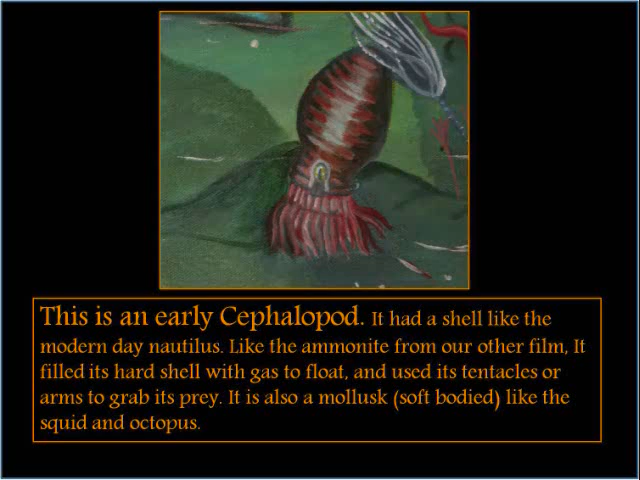 This is an early Cephalopod. It had a shell like the
modern day nautilus. Like the ammonite from our other film, It
filled its hard shell with gas to float, and used its tentacles or
arms to grab its prey. It is also a mollusk (soft bodied) like the
squid and octopus.